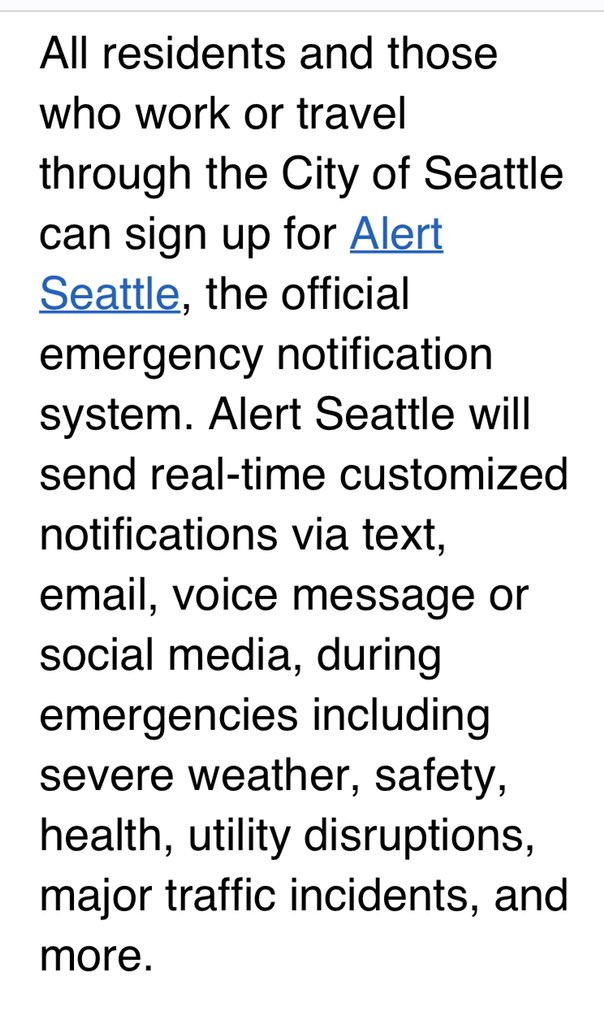 All residents and those
who work or travel
through the City of Seattle
can sign up for Alert
Seattle, the official
emergency notification
system. Alert Seattle will
send real-time customized
notifications via text,
email, voice message or
social media, during
emergencies including
severe weather, safety,
health, utility disruptions,
major traffic incidents, and
more.